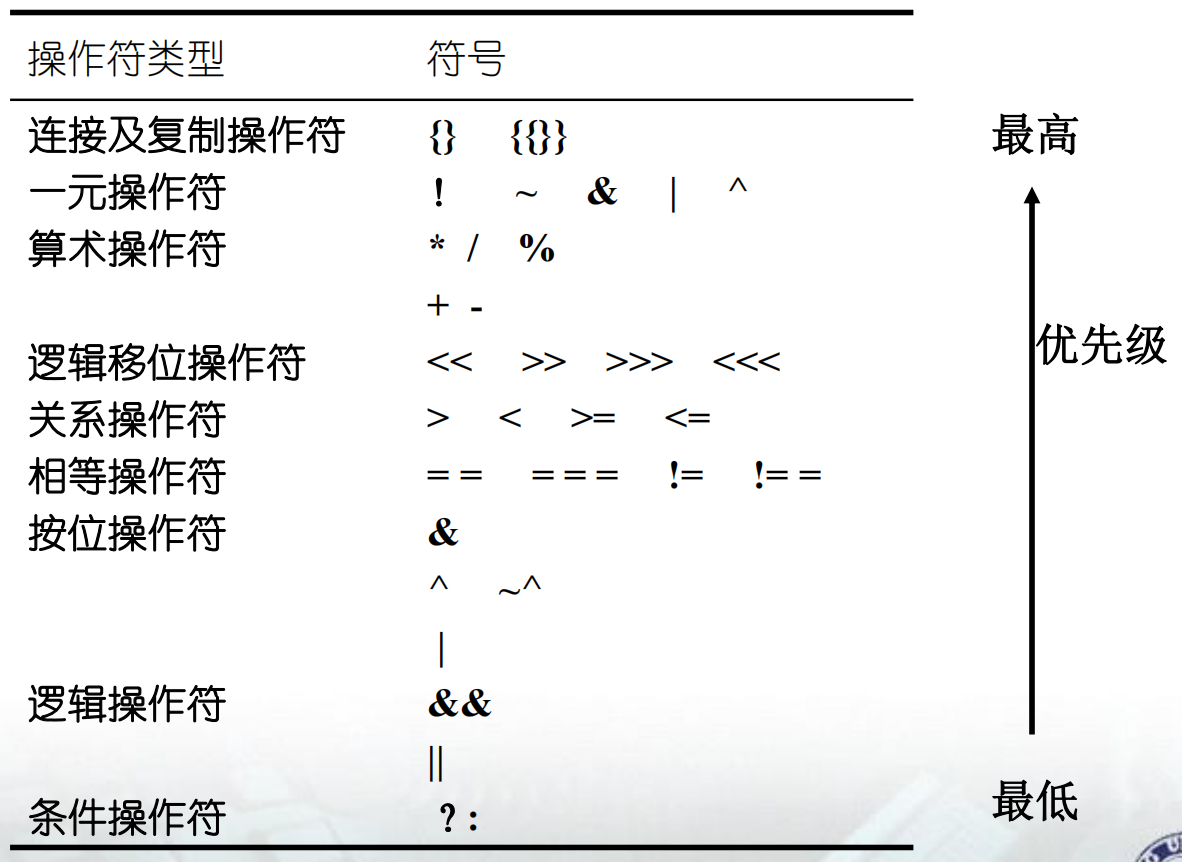 操作符类型 符号
连接及复制操作符 {} {{}} 最高
一元操作符 ! ~ & | ^
算术操作符 * / %
+ -
优先级
逻辑移位操作符 << >> >>> <<<
关系操作符 > < >= <=
相等操作符 = = = = = != != =
按位操作符 &
^ ~^
|
逻辑操作符 &&
||
最低
条件操作符 ? :